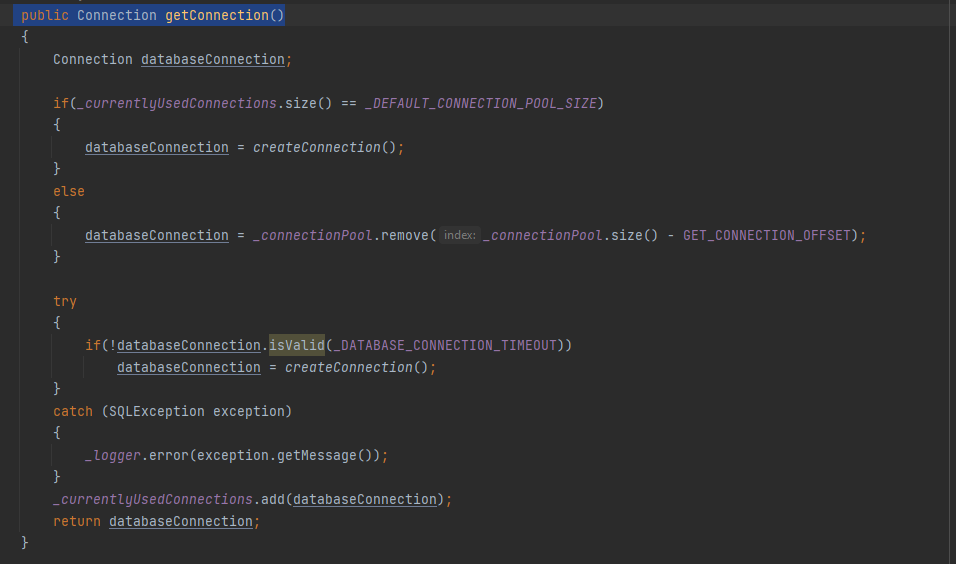 public Connection getConnection()
{
    Connection databaseConnection;

    if(_currentlyUsedConnections.size() == _DEFAULT_CONNECTION_POOL_SIZE)
    {
        databaseConnection = createConnection();
    }
    else
    {
        databaseConnection = _connectionPool.remove( index: _connectionPool.size() - GET_CONNECTION_OFFSET);
    }

    try
    {
        if(!databaseConnection.isValid(_DATABASE_CONNECTION_TIMEOUT))
            databaseConnection = createConnection();
    }
    catch (SQLException exception)
    {
        _logger.error(exception.getMessage());
    }
    _currentlyUsedConnections.add(databaseConnection);
    return databaseConnection;
}